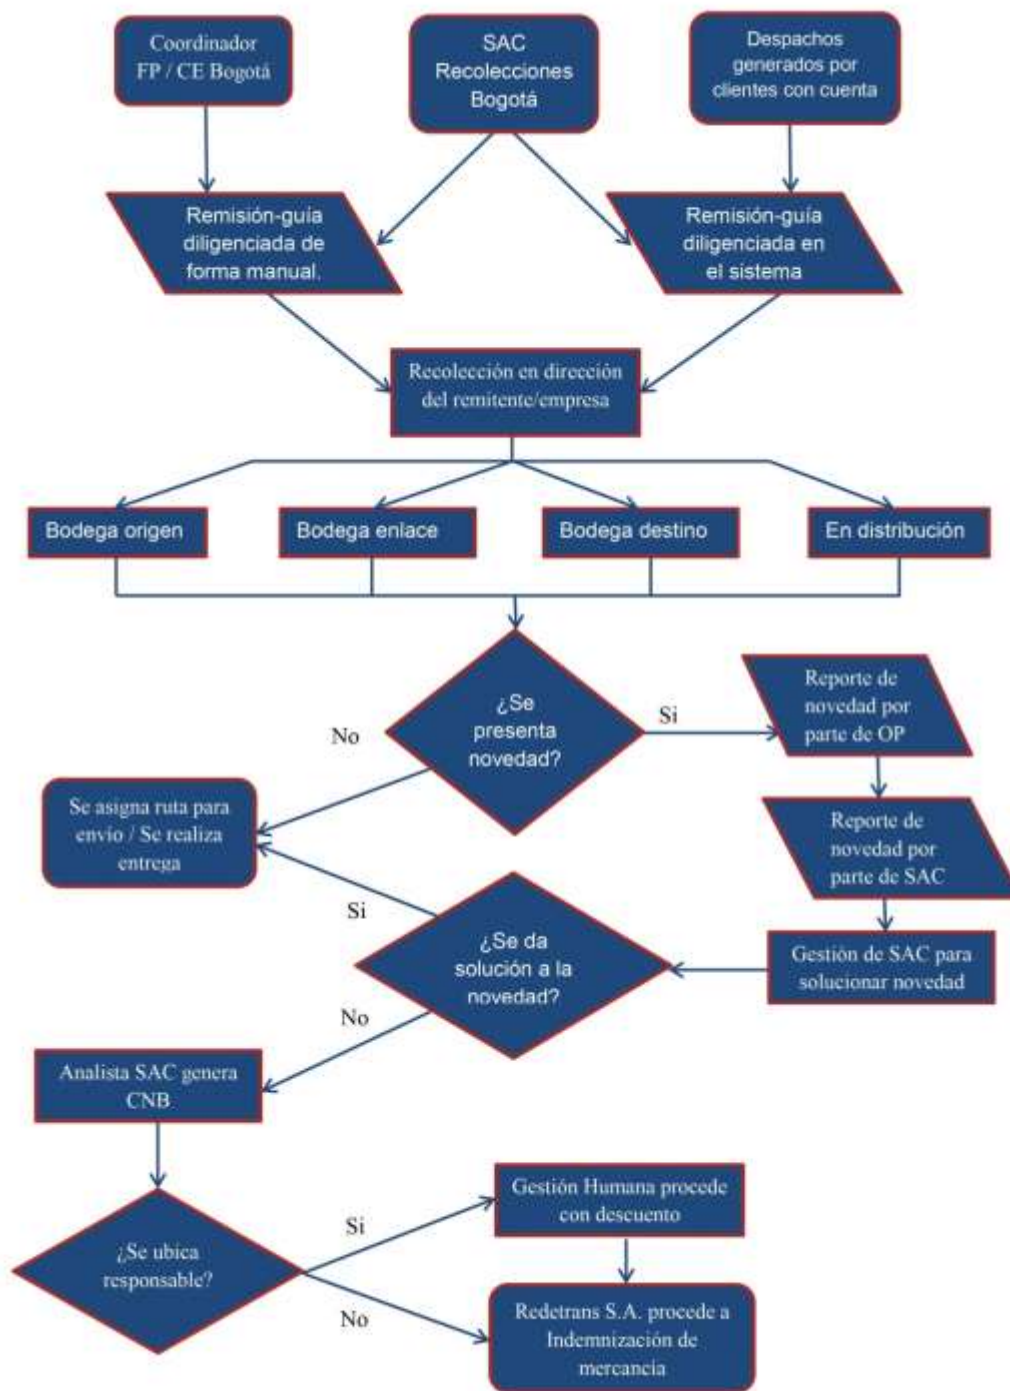 Coordinador
FP / CE Bogotá
SAC
Recolecciones
Bogotá
Despachos
generados por
clientes con cuenta
Remisión-guía
diligenciada de
forma manual.
Remisión-guía
diligenciada en
el sistema
Recolección en dirección
del remitente/empresa
Bodega origen
Bodega enlace
Bodega destino
En distribución
¿Se
presenta
novedad?
No
Si
Reporte de
novedad por
parte de OP
Se asigna ruta para
envío / Se realiza
entrega
Reporte de
novedad por
parte de SAC
Si
¿Se da
solución a la
novedad?
Gestión de SAC para
solucionar novedad
No
Analista SAC genera
CNB
¿Se ubica
responsable?
Si
Gestión Humana procede
con descuento
No
Redetrans S.A. procede a
Indemnización de
mercancia